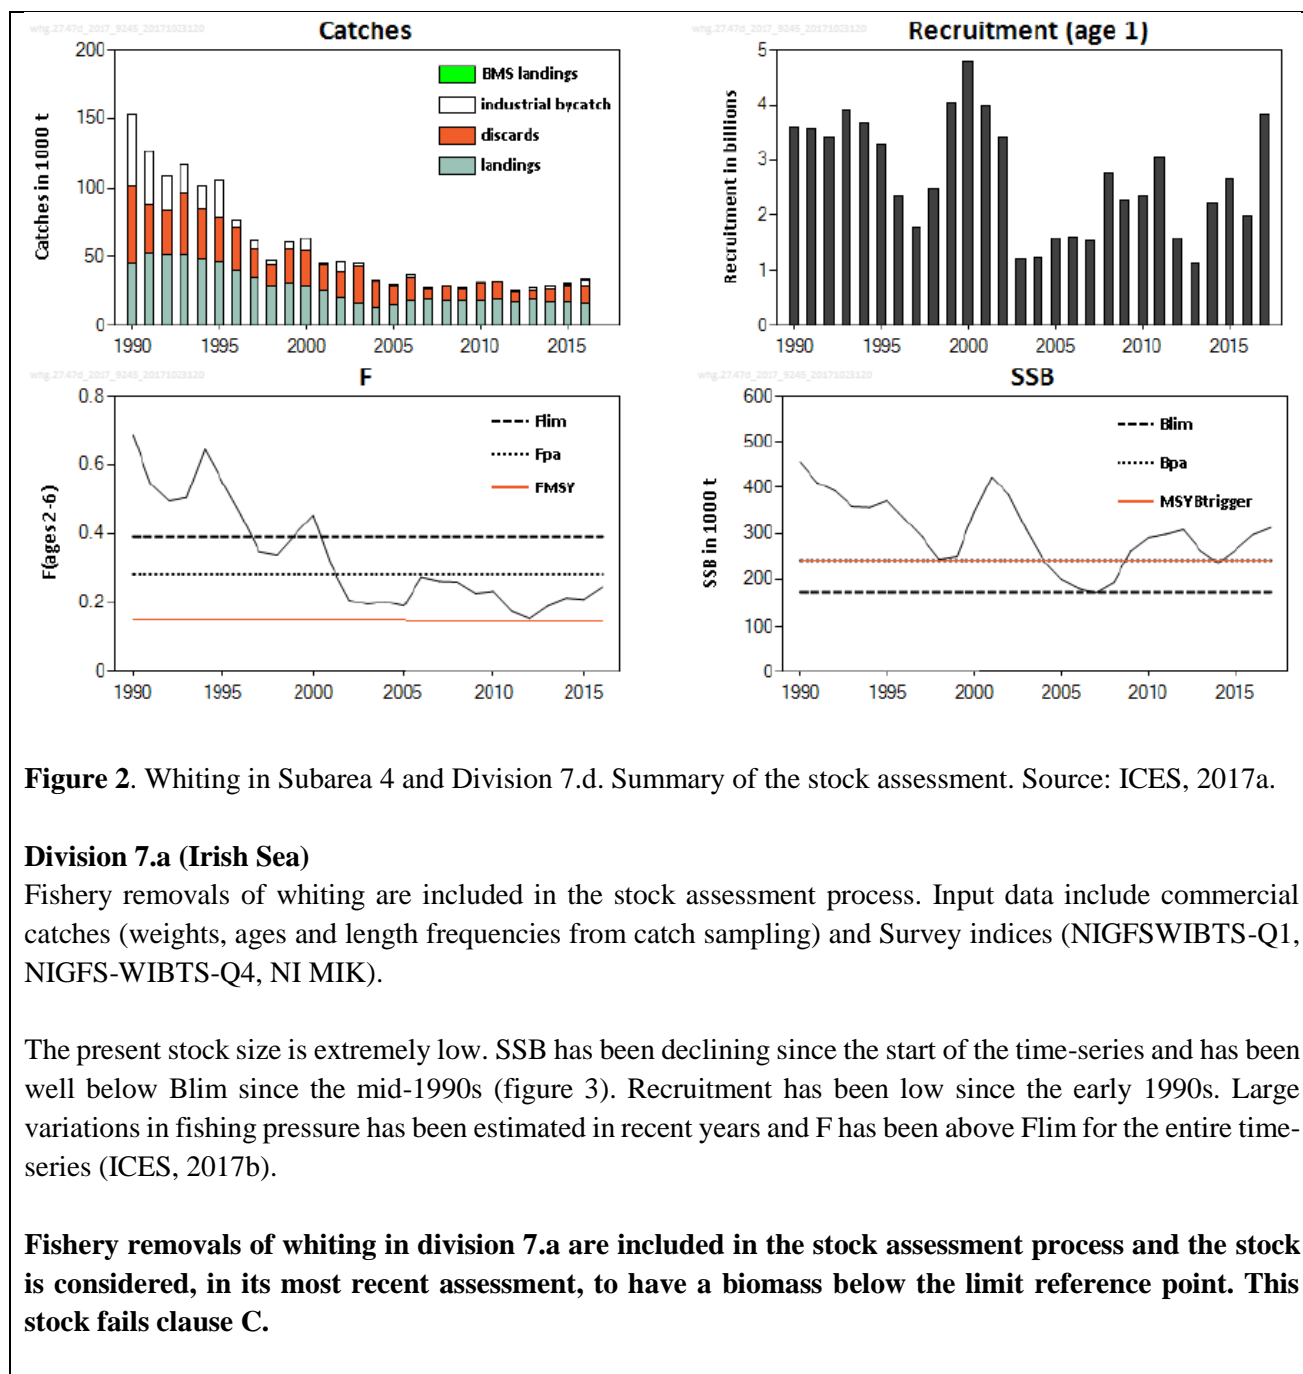 whg.27.47d_2017_9245_20171023120
Catches
200
150
100
50
0
Catches in 1000 t
BMS landings
industrial bycatch
discards
landings
1990 1995 2000 2005 2010 2015
Recruitment (age 1)
5
4
3
2
1
0
Recruitment in billions
1990 1995 2000 2005 2010 2015
whg.27.47d_2017_9245_20171023120
F
0.8
0.6
0.4
0.2
0
F(ages 2-6)
Flim
Fpa
FMSY
1990 1995 2000 2005 2010 2015
whg.27.47d_2017_9245_20171023120
SSB
600
500
400
300
200
100
0
SSB in 1000 t
Blim
Bpa
MSYBtrigger
1990 1995 2000 2005 2010 2015
Figure 2. Whiting in Subarea 4 and Division 7.d. Summary of the stock assessment. Source: ICES, 2017a.
Division 7.a (Irish Sea)
Fishery removals of whiting are included in the stock assessment process. Input data include commercial
catches (weights, ages and length frequencies from catch sampling) and Survey indices (NIGFSWIBTS-Q1,
NIGFS-WIBTS-Q4, NI MIK).
The present stock size is extremely low. SSB has been declining since the start of the time-series and has been
well below Blim since the mid-1990s (figure 3). Recruitment has been low since the early 1990s. Large
variations in fishing pressure has been estimated in recent years and F has been above Flim for the entire time-
series (ICES, 2017b).
Fishery removals of whiting in division 7.a are included in the stock assessment process and the stock
is considered, in its most recent assessment, to have a biomass below the limit reference point. This
stock fails clause C.